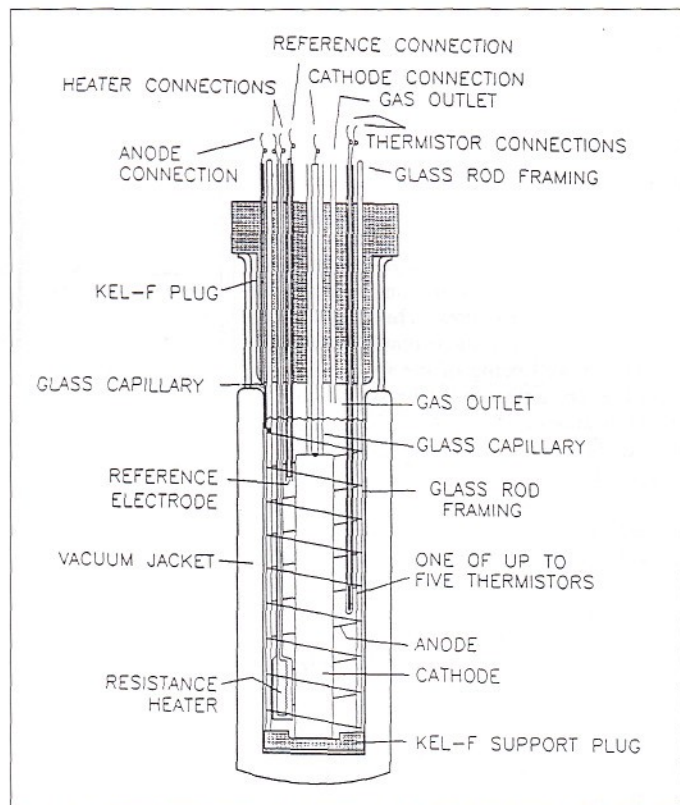 REFERENCE CONNECTION
CATHODE CONNECTION
HEATER CONNECTIONS
GAS OUTLET
THERMISTOR CONNECTIONS
ANODE
CONNECTION
GLASS ROD FRAMING
KEL-F PLUG
GLASS CAPILLARY
GAS OUTLET
GLASS CAPILLARY
REFERENCE
ELECTRODE
GLASS ROD
FRAMING
VACUUM JACKET
ONE OF UP TO
FIVE THERMISTORS
ANODE
CATHODE
RESISTANCE
HEATER
KEL-F SUPPORT PLUG